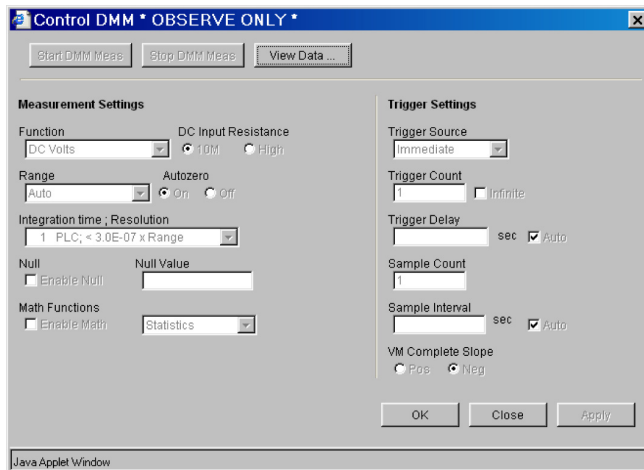 Control DMM * OBSERVE ONLY *
Start DMM Meas Stop DMM Meas View Data ...
Measurement Settings
Function DC Input Resistance
DC Volts 10M High
Range Autozero
Auto On Off
Integration time ; Resolution
1 PLC; < 3.0E-07 x Range
Null Null Value
Enable Null
Math Functions
Enable Math Statistics
Trigger Settings
Trigger Source
Immediate
Trigger Count
1 Infinite
Trigger Delay
sec Auto
Sample Count
1
Sample Interval
sec Auto
VM Complete Slope
Pos Neg
OK Close Apply
Java Applet Window